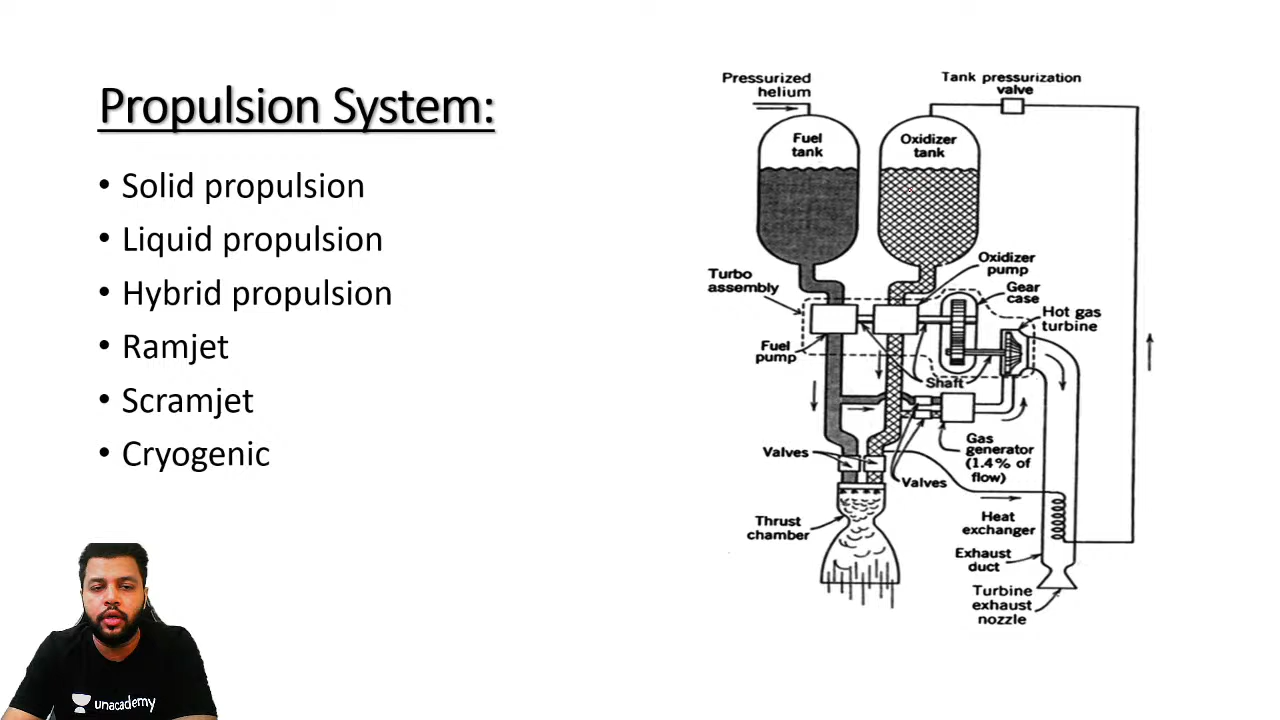 Propulsion System:
• Solid propulsion
• Liquid propulsion
• Hybrid propulsion
• Ramjet
• Scramjet
• Cryogenic
Pressurized
helium
Tank pressurization
valve
Fuel
tank
Oxidizer
tank
Oxidizer
pump
Turbo
assembly
Gear
case
Hot gas
turbine
Fuel
pump
Shaft
Gas
generator
(1.4% of
flow)
Valves
Valves
Thrust
chamber
Heat
exchanger
Exhaust
duct
Turbine
exhaust
nozzle
unacademy